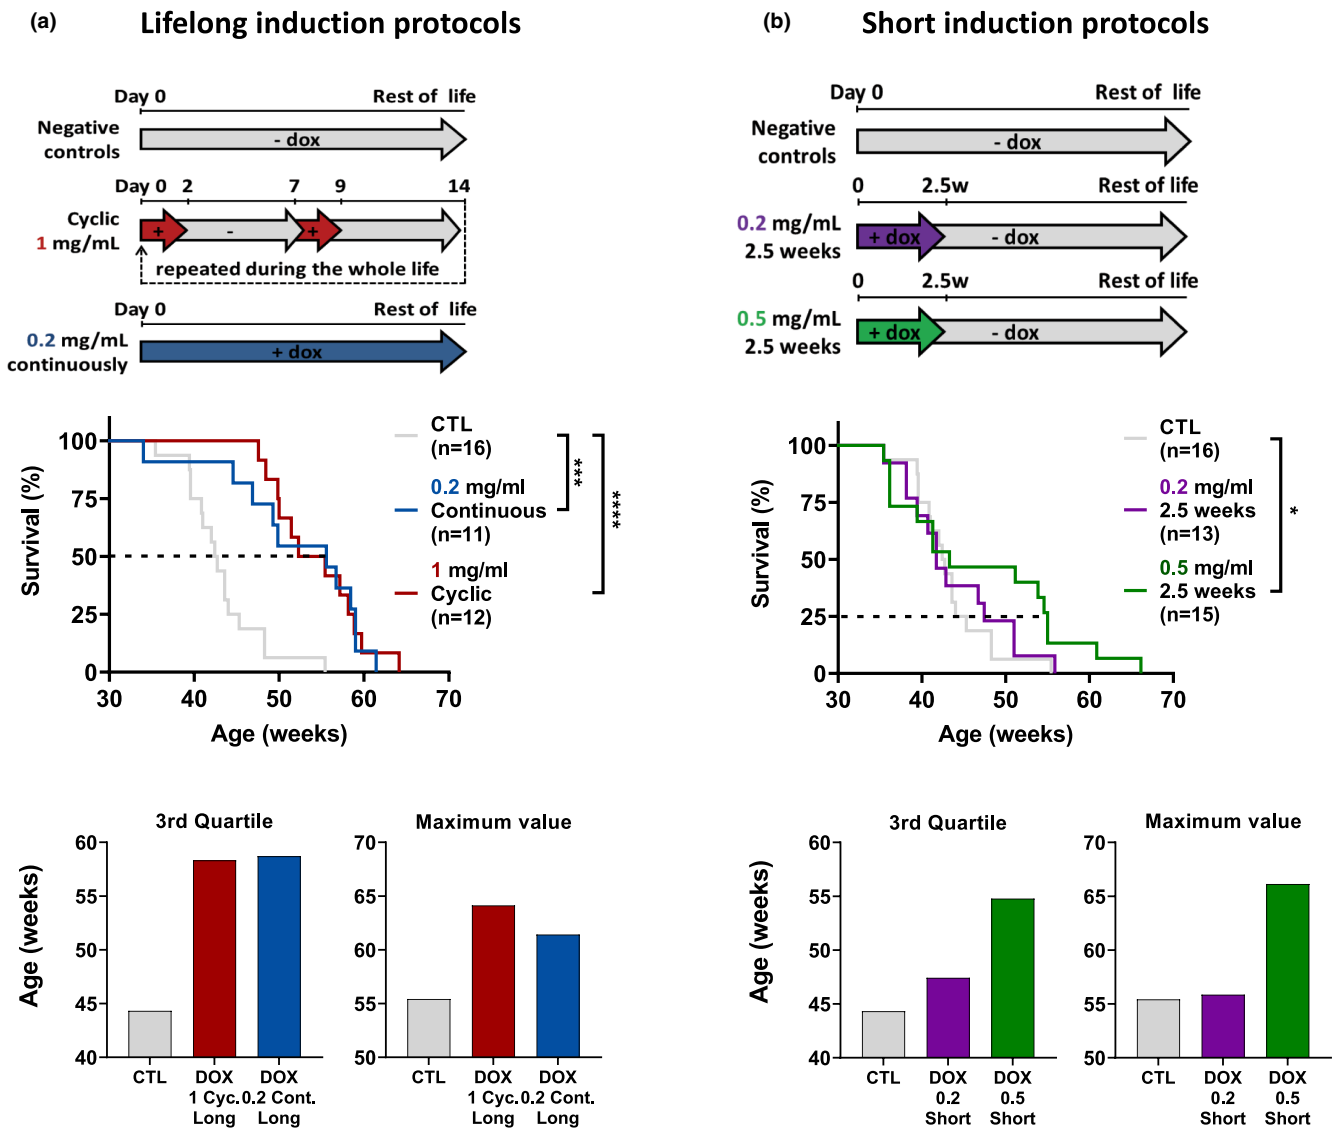 (a) Lifelong induction protocols
Day 0 Rest of life
Negative
controls
- dox
Day 0 2 7 9 14
Cyclic
1 mg/mL
+ - +
repeated during the whole life
Day 0 Rest of life
0.2 mg/mL
continuously
+ dox
Survival (%)
100
75
50
25
0
30 40 50 60 70
Age (weeks)
CTL
(n=16)
0.2 mg/ml
Continuous
(n=11)
1 mg/ml
Cyclic
(n=12)
***
****
3rd Quartile
Age (weeks)
60
55
50
45
40
CTL DOX DOX
1 Cyc. 0.2 Cont.
Long Long
Maximum value
70
65
60
55
50
CTL DOX DOX
1 Cyc. 0.2 Cont.
Long Long
(b) Short induction protocols
Day 0 Rest of life
Negative
controls
- dox
0 2.5w Rest of life
0.2 mg/mL
2.5 weeks
+ dox - dox
0 2.5w Rest of life
0.5 mg/mL
2.5 weeks
+ dox - dox
Survival (%)
100
75
50
25
0
30 40 50 60 70
Age (weeks)
CTL
(n=16)
0.2 mg/ml
2.5 weeks
(n=13)
0.5 mg/ml
2.5 weeks
(n=15)
*
3rd Quartile
Age (weeks)
60
55
50
45
40
CTL DOX DOX
0.2 0.5
Short Short
Maximum value
70
65
60
55
50
CTL DOX DOX
0.2 0.5
Short Short